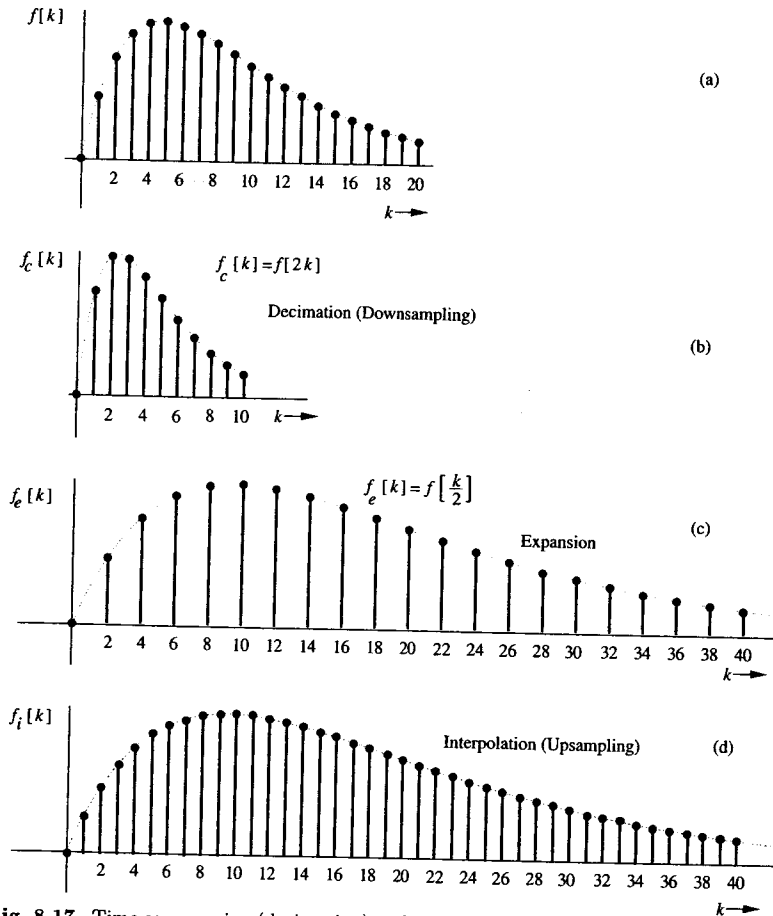 f[k]
(a)
2 4 6 8 10 12 14 16 18 20
k→
f_c[k]
f_c[k]=f[2k]
Decimation (Downsampling)
(b)
2 4 6 8 10 k→
f_e[k]
f_e[k]=f[k/2]
Expansion
(c)
2 4 6 8 10 12 14 16 18 20 22 24 26 28 30 32 34 36 38 40
k→
f_i[k]
Interpolation (Upsampling)
(d)
2 4 6 8 10 12 14 16 18 20 22 24 26 28 30 32 34 36 38 40
k→
8.17 Time